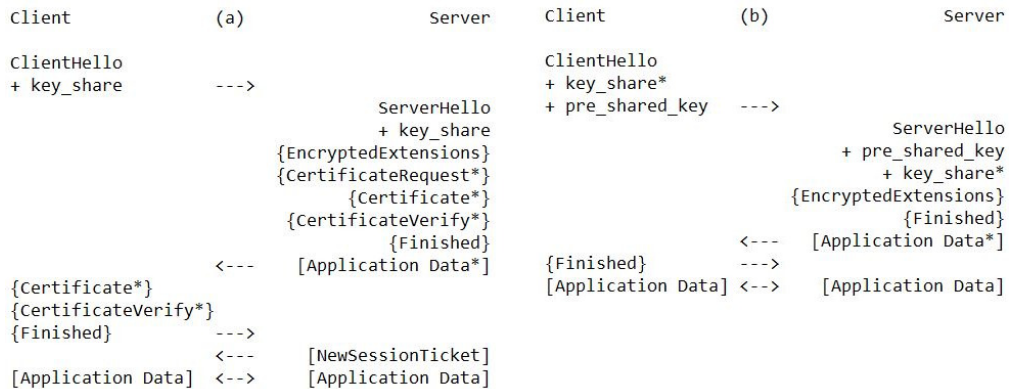 Client (a) Server
ClientHello
+ key_share --->
ServerHello
+ key_share
{EncryptedExtensions}
{CertificateRequest*}
{Certificate*}
{CertificateVerify*}
{Finished}
<--- [Application Data*]
{Certificate*}
{CertificateVerify*}
{Finished} --->
<--- [NewSessionTicket]
[Application Data] <--> [Application Data]
Client (b) Server
ClientHello
+ key_share*
+ pre_shared_key --->
ServerHello
+ pre_shared_key
+ key_share*
{EncryptedExtensions}
{Finished}
<--- [Application Data*]
{Finished} --->
[Application Data] <--> [Application Data]